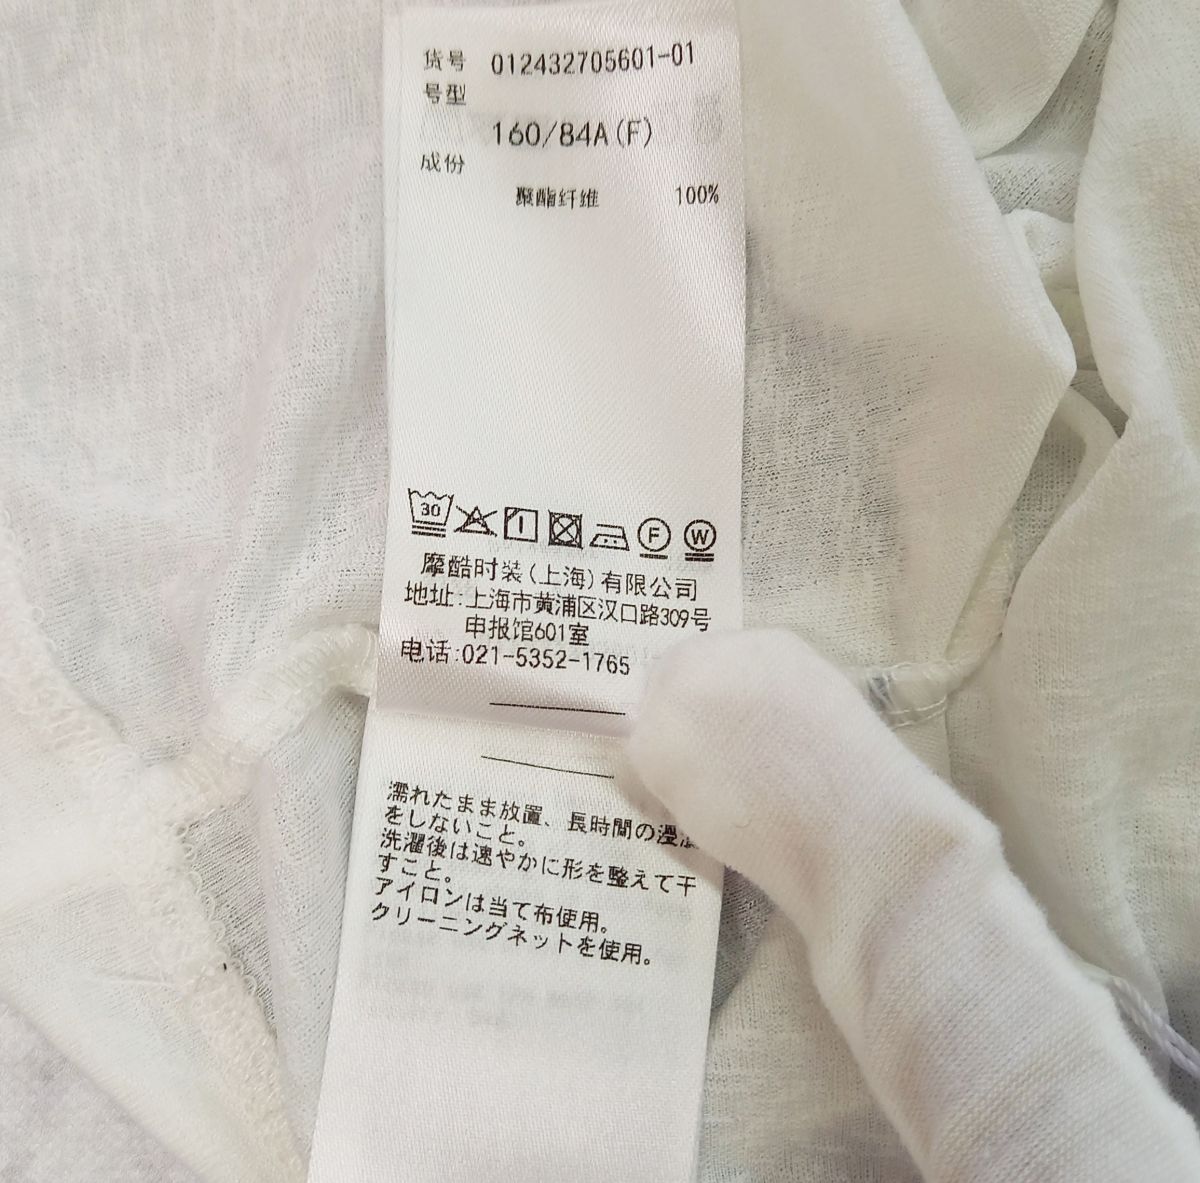 货号 012432705601-01
号型
160/84A(F)
成份
聚酯纤维 100%
30 F W
摩酷时装(上海)有限公司
地址:上海市黄浦区汉口路309号
申报馆601室
电话:021-5352-1765
濡れたまま放置、長時間の浸
をしないこと。
洗濯後は速やかに形を整えて干
すこと。
アイロンは当て布使用。
クリーニングネットを使用。